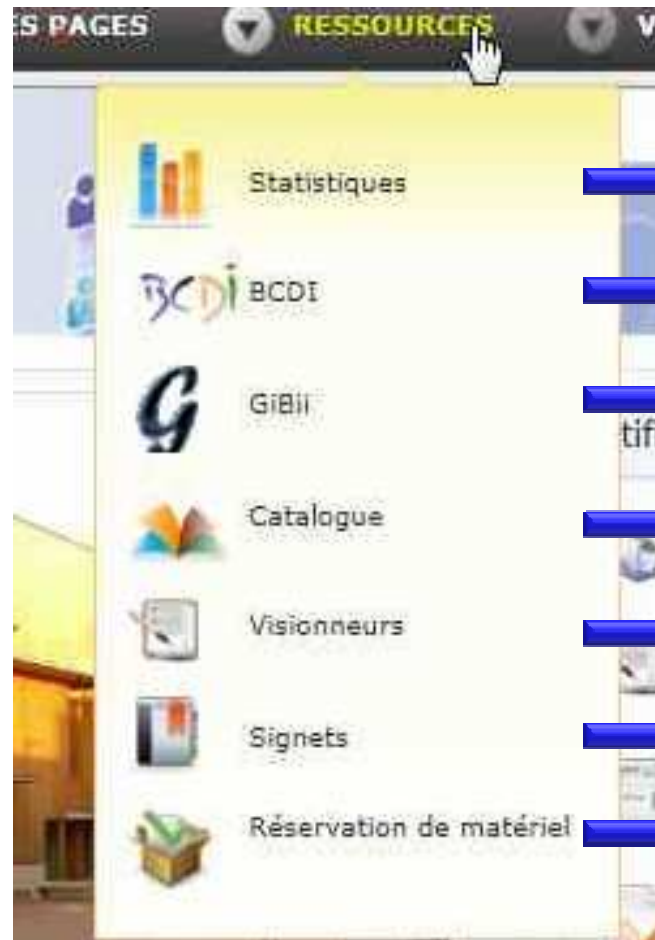 ES PAGES RESSOURCES V
Statistiques
BCDI BCDI
GiBii
tif
Catalogue
Visionneurs
Signets
Réservation de matériel